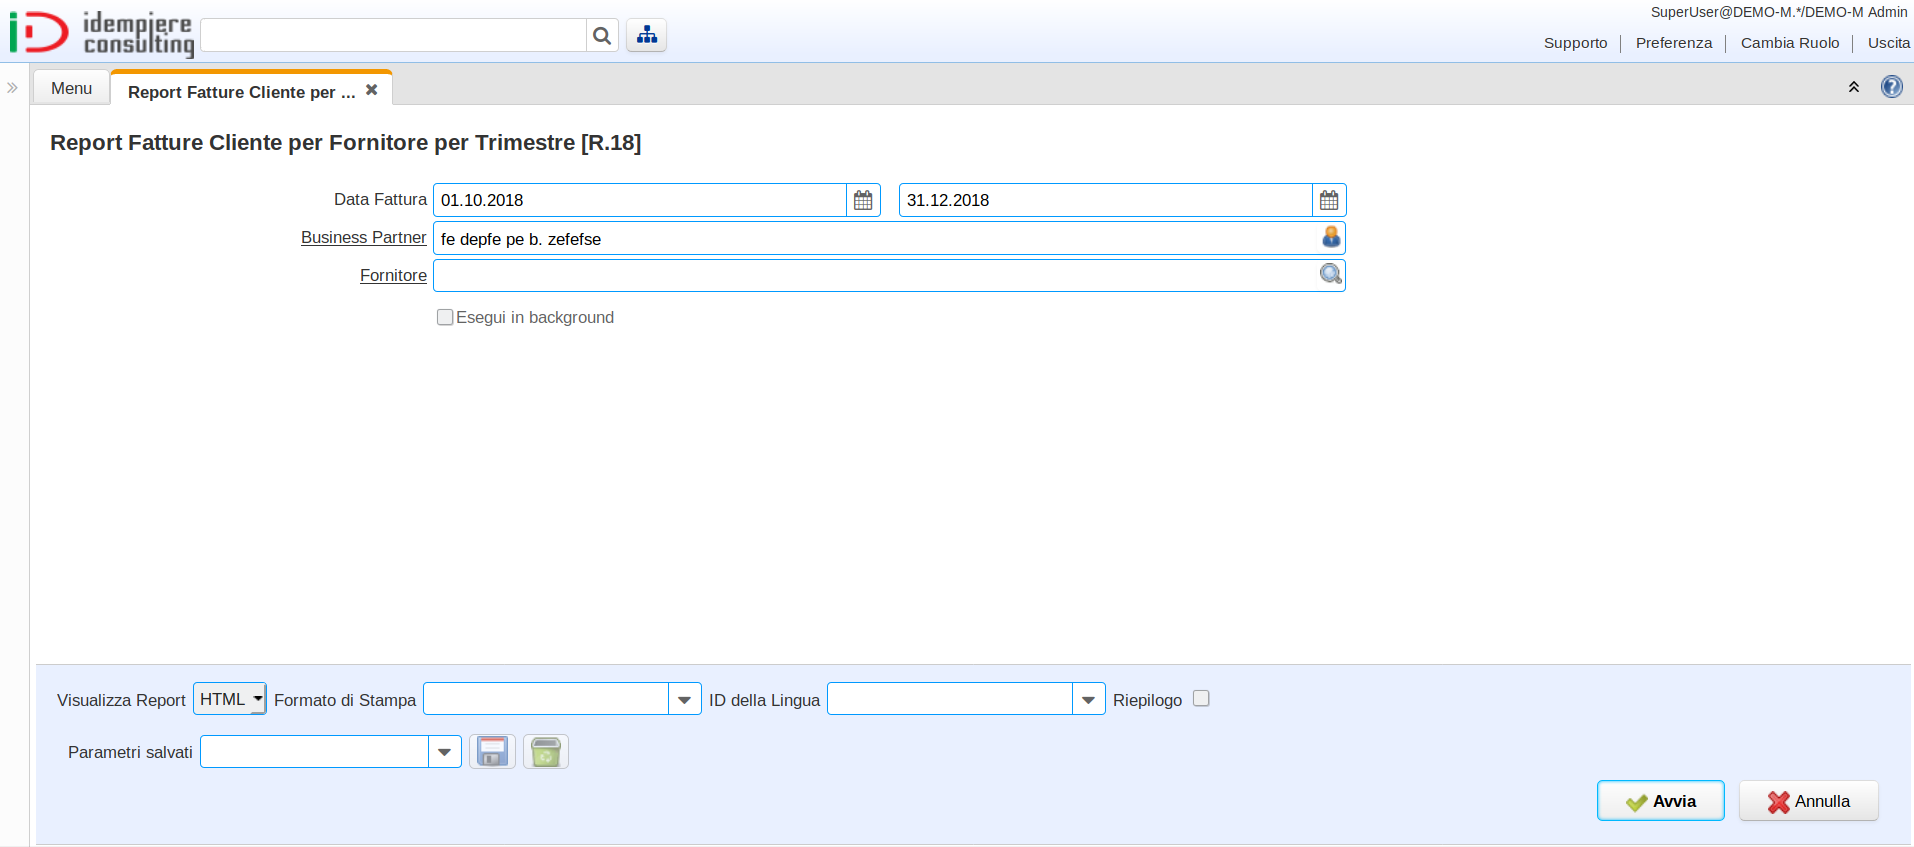 idempiere
consulting
SuperUser@DEMO-M.*/DEMO-M Admin
Supporto | Preferenza | Cambia Ruolo | Uscita
Menu
Report Fatture Cliente per ...
Report Fatture Cliente per Fornitore per Trimestre [R.18]
Data Fattura 01.10.2018 31.12.2018
Business Partner fe depfe pe b. zefefse
Fornitore
Esegui in background
Visualizza Report HTML Formato di Stampa ID della Lingua Riepilogo
Parametri salvati
Avvia Annulla